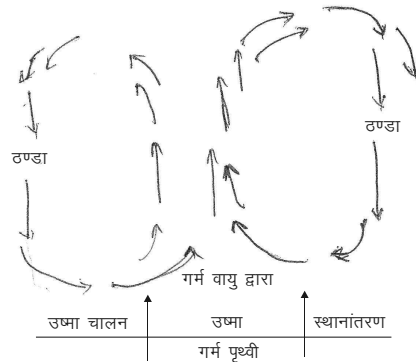 ठण्डा
ठण्डा
गर्म वायु द्वारा
उष्मा चालन उष्मा स्थानांतरण
गर्म पृथ्वी